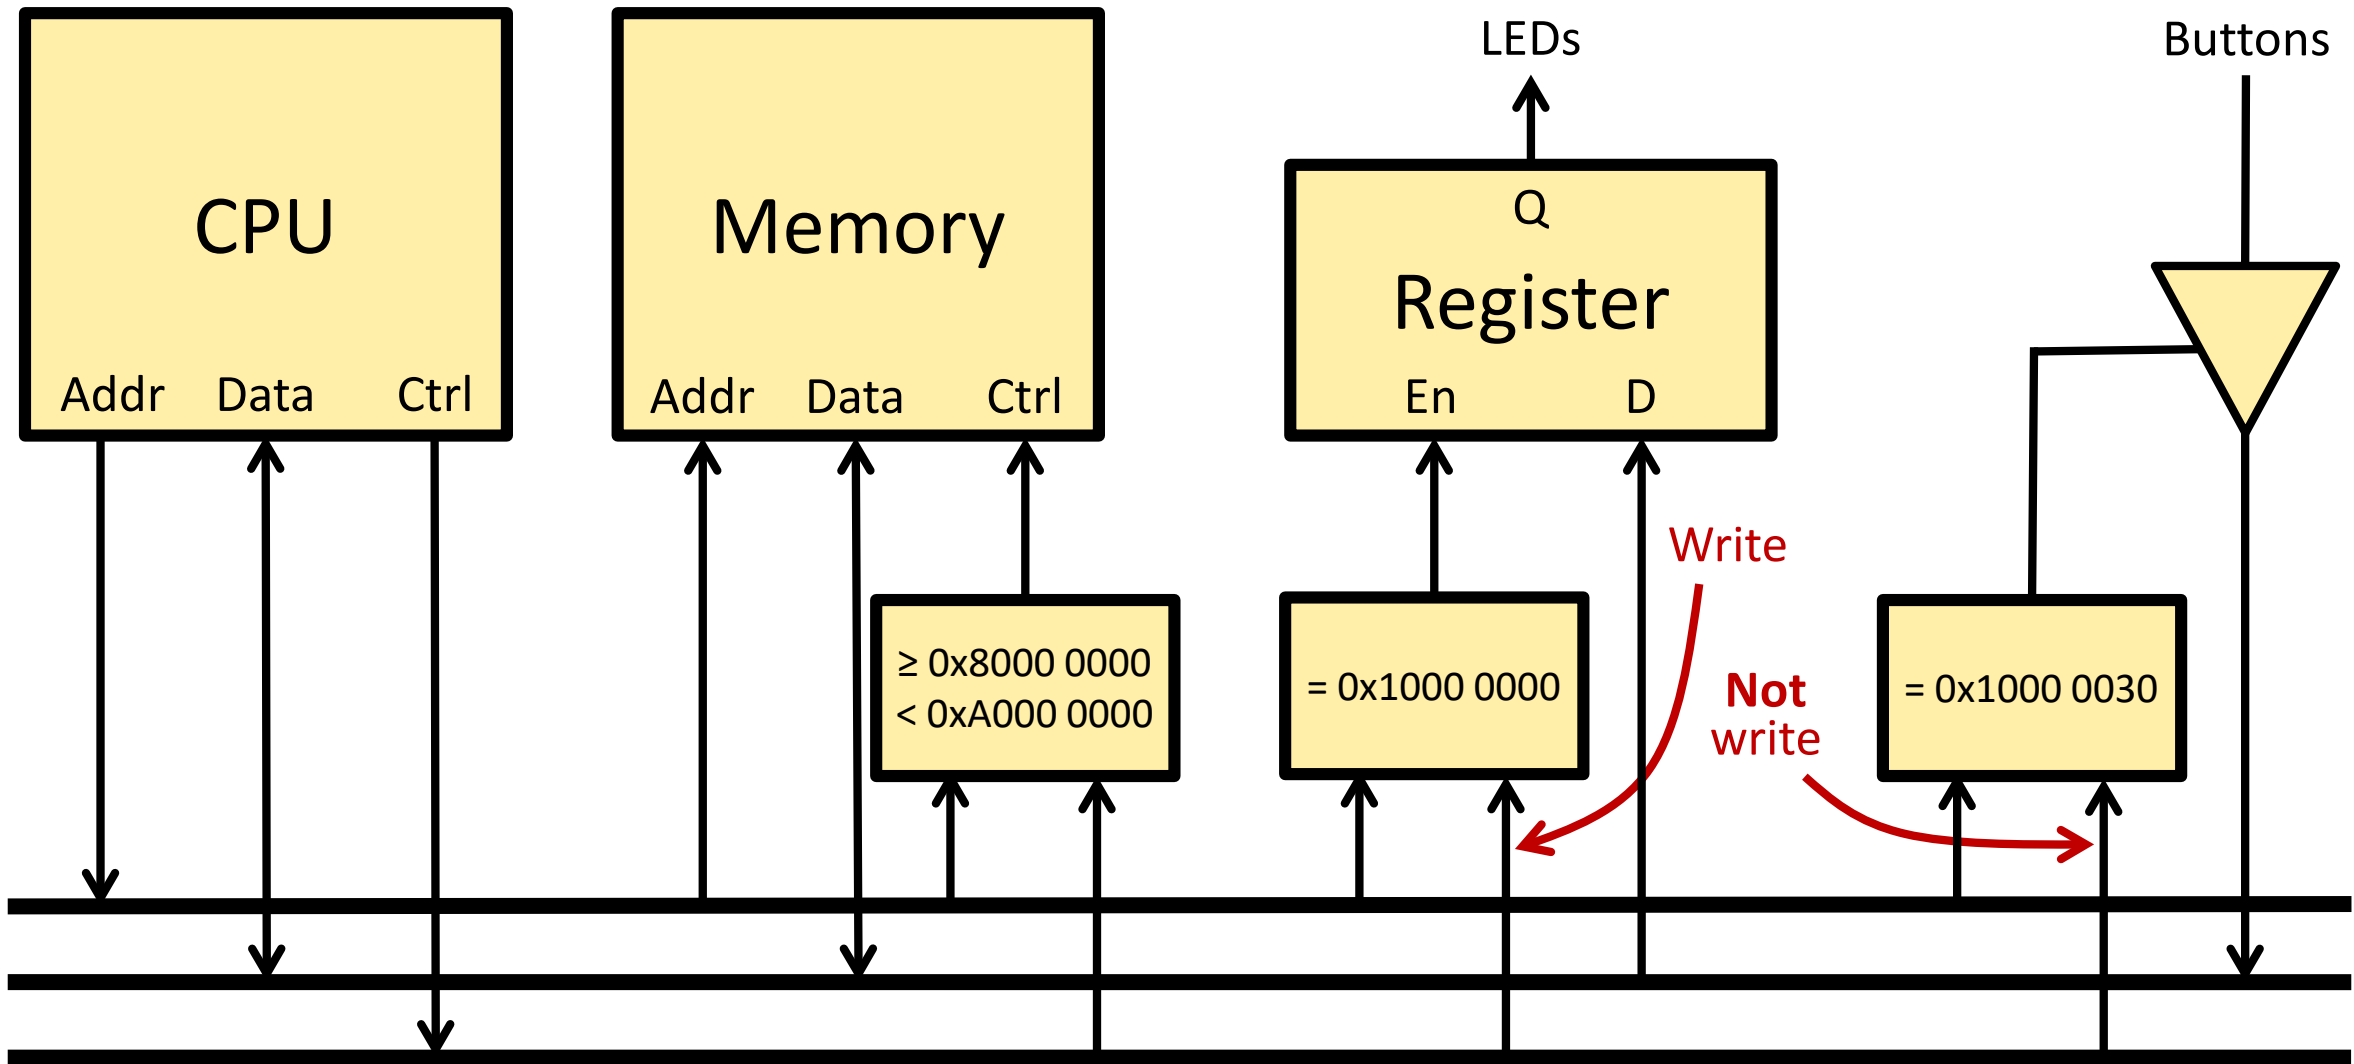 LEDs
Buttons
CPU
Addr Data Ctrl
Memory
Addr Data Ctrl
Q
Register
En D
≥ 0x8000 0000
< 0xA000 0000
= 0x1000 0000
Write
Not
write
= 0x1000 0030